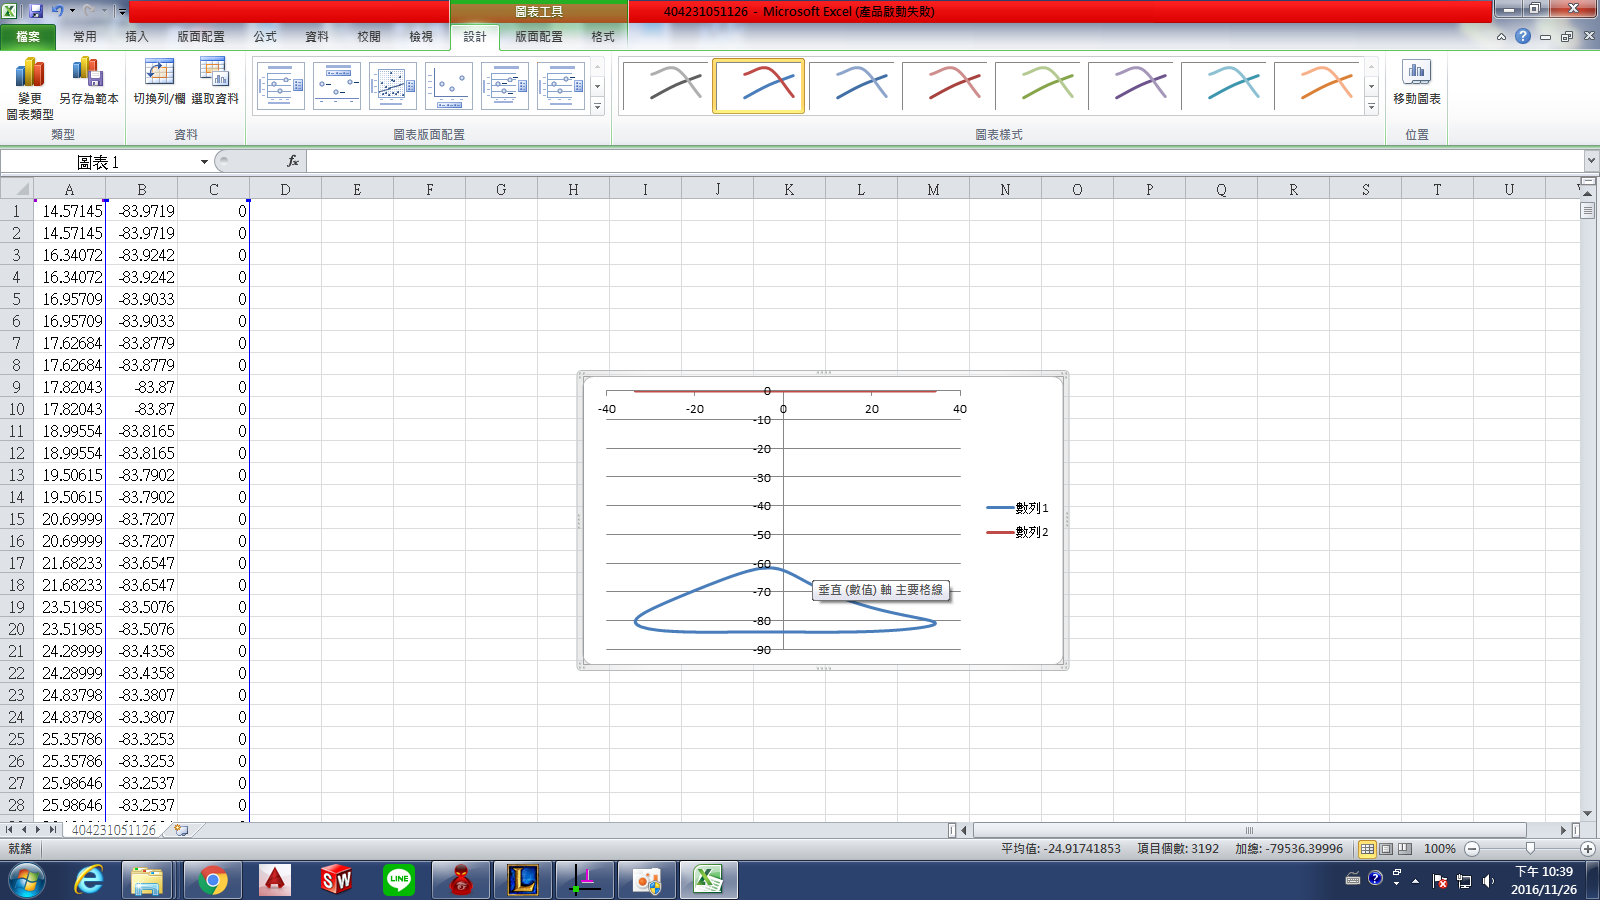 圖表工具
404231051126 - Microsoft Excel (產品啟動失敗)
檔案 常用 插入 版面配置 公式 資料 校閱 檢視 設計 版面配置 格式
變更
圖表類型
另存為範本
切換列/欄 選取資料
移動圖表
類型 資料 圖表版面配置 圖表樣式 位置
圖表 1 fx
A B C D E F G H I J K L M N O P Q R S T U
1 14.57145 -83.9719 0
2 14.57145 -83.9719 0
3 16.34072 -83.9242 0
4 16.34072 -83.9242 0
5 16.95709 -83.9033 0
6 16.95709 -83.9033 0
7 17.62684 -83.8779 0
8 17.62684 -83.8779 0
9 17.82043 -83.87 0
10 17.82043 -83.87 0
11 18.99554 -83.8165 0
12 18.99554 -83.8165 0
13 19.50615 -83.7902 0
14 19.50615 -83.7902 0
15 20.69999 -83.7207 0
16 20.69999 -83.7207 0
17 21.68233 -83.6547 0
18 21.68233 -83.6547 0
19 23.51985 -83.5076 0
20 23.51985 -83.5076 0
21 24.28999 -83.4358 0
22 24.28999 -83.4358 0
23 24.83798 -83.3807 0
24 24.83798 -83.3807 0
25 25.35786 -83.3253 0
26 25.35786 -83.3253 0
27 25.98646 -83.2537 0
28 25.98646 -83.2537 0
0
-40 -20 0 20 40
-10
-20
-30
-40
-50
-60
-70
-80
-90
數列1
數列2
垂直 (數值) 軸 主要格線
404231051126
就緒 平均值: -24.91741853 項目個數: 3192 加總: -79536.39996 100%
SW
LINE
L
下午 10:39
2016/11/26